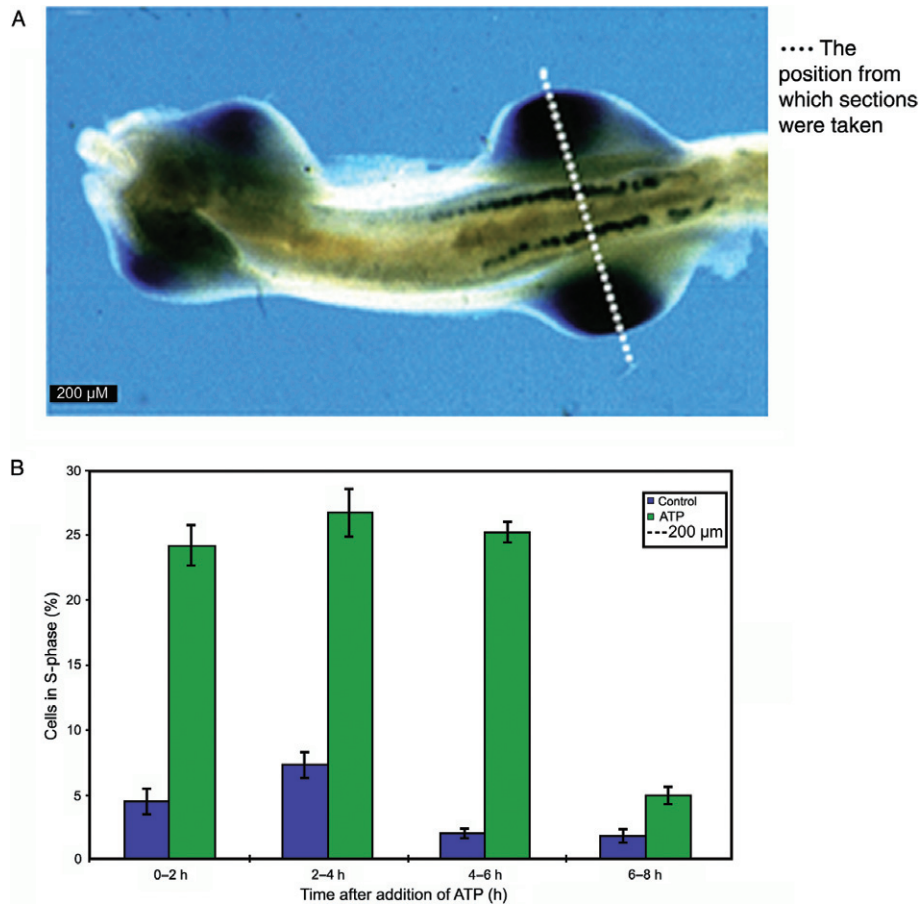 A
•••• The
position from
which sections
were taken
200 µM
B
30
25
20
15
10
5
0
Cells in S-phase (%)
Control
ATP
---200 µm
0–2 h
2–4 h
4–6 h
6–8 h
Time after addition of ATP (h)